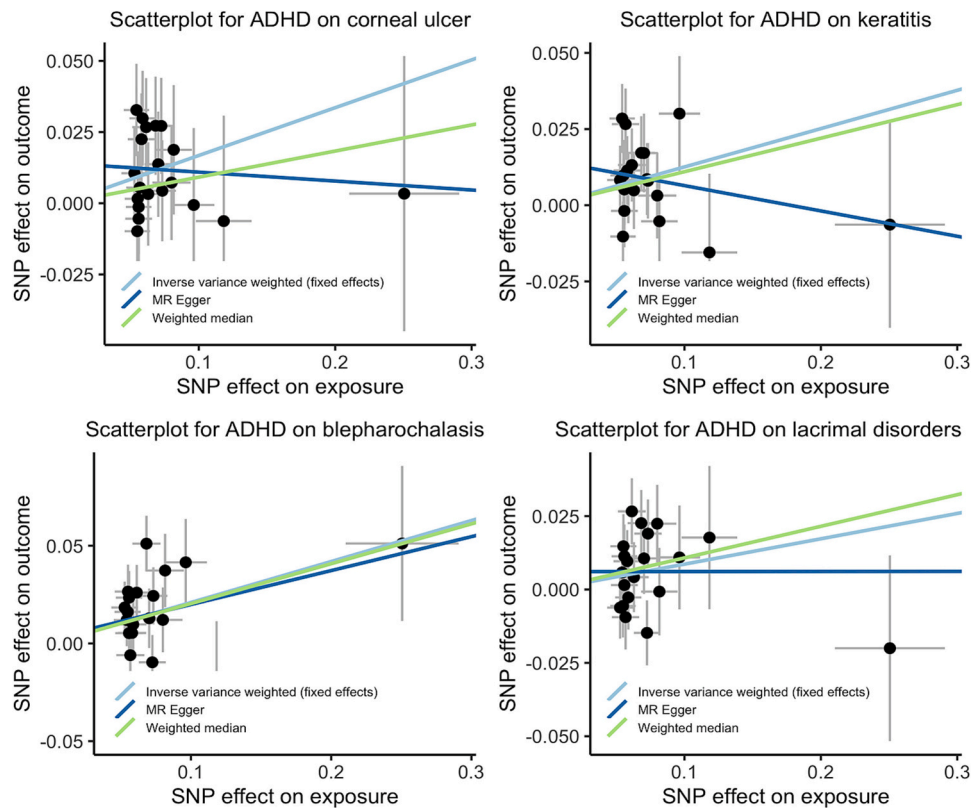 Scatterplot for ADHD on corneal ulcer
SNP effect on outcome
0.050
0.025
0.000
-0.025
Inverse variance weighted (fixed effects)
MR Egger
Weighted median
0.1 0.2 0.3
SNP effect on exposure
Scatterplot for ADHD on keratitis
SNP effect on outcome
0.050
0.025
0.000
-0.025
Inverse variance weighted (fixed effects)
MR Egger
Weighted median
0.1 0.2 0.3
SNP effect on exposure
Scatterplot for ADHD on blepharochalasis
SNP effect on outcome
0.05
0.00
-0.05
Inverse variance weighted (fixed effects)
MR Egger
Weighted median
0.1 0.2 0.3
SNP effect on exposure
Scatterplot for ADHD on lacrimal disorders
SNP effect on outcome
0.025
0.000
-0.025
-0.050
Inverse variance weighted (fixed effects)
MR Egger
Weighted median
0.1 0.2 0.3
SNP effect on exposure